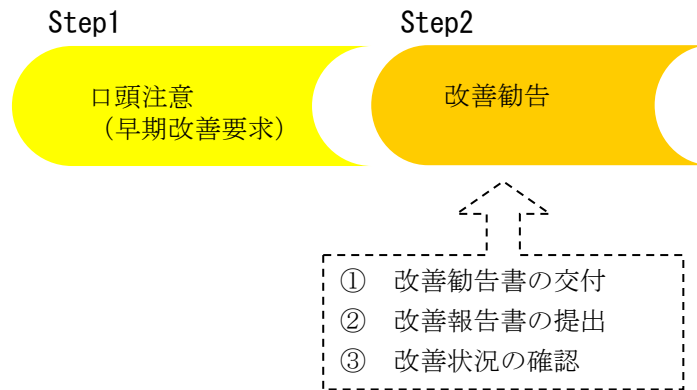 Step1
Step2
口頭注意
（早期改善要求）
改善勧告
①　改善勧告書の交付
②　改善報告書の提出
③　改善状況の確認